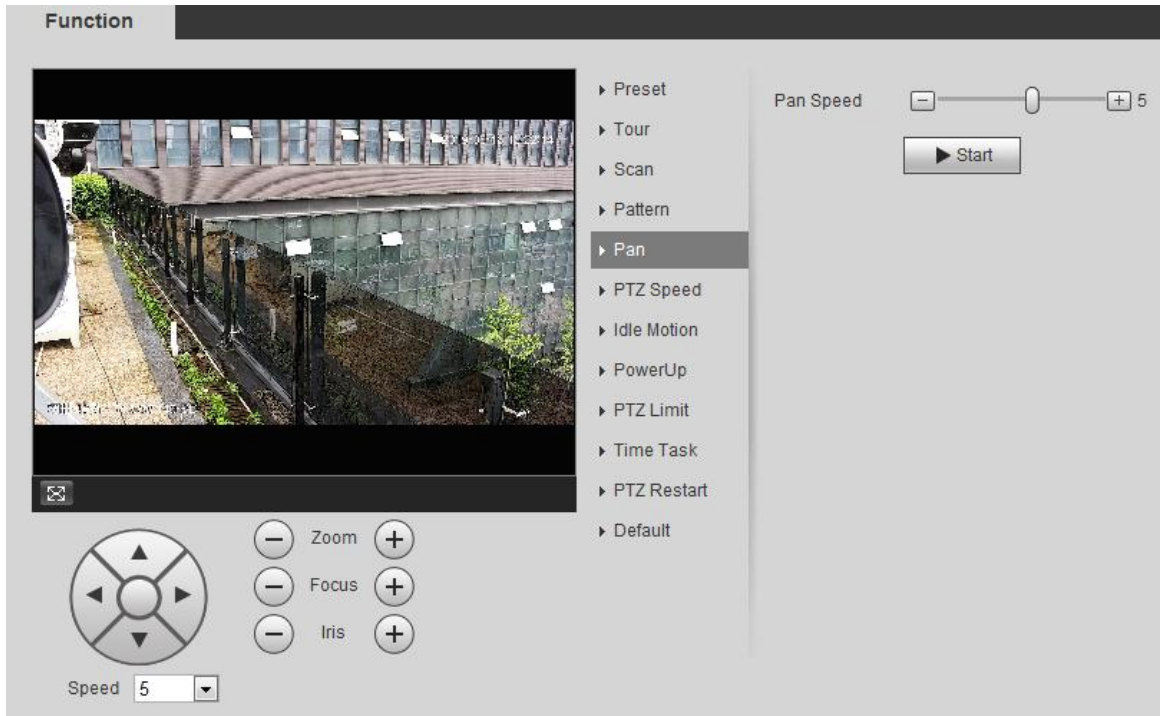 Function
Preset
Tour
Scan
Pattern
Pan
PTZ Speed
Idle Motion
PowerUp
PTZ Limit
Time Task
PTZ Restart
Default
Pan Speed 5
Start
Zoom
Focus
Iris
Speed 5